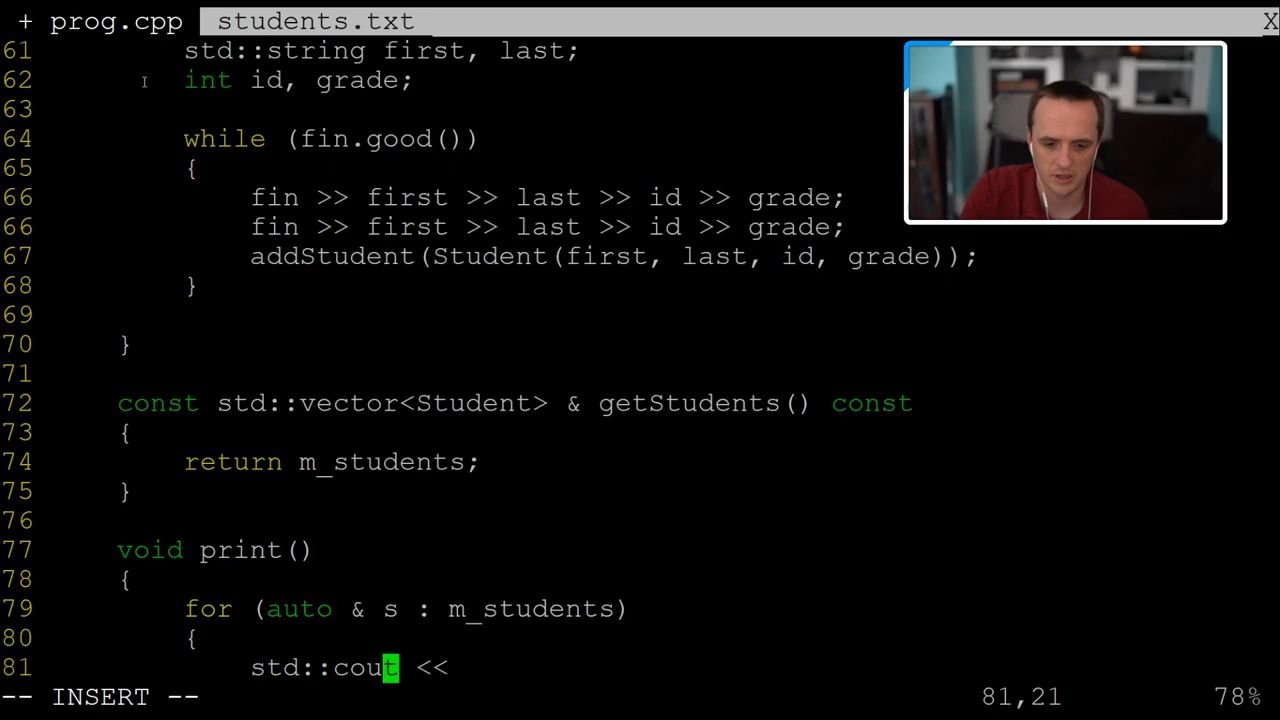 + prog.cpp students.txt X
61 std::string first, last;
62 int id, grade;
63
64 while (fin.good())
65 {
66 fin >> first >> last >> id >> grade;
66 fin >> first >> last >> id >> grade;
67 addStudent(Student(first, last, id, grade));
68 }
69
70 }
71
72 const std::vector<Student> & getStudents() const
73 {
74 return m_students;
75 }
76
77 void print()
78 {
79 for (auto & s : m_students)
80 {
81 std::cout <<
-- INSERT -- 81,21 78%